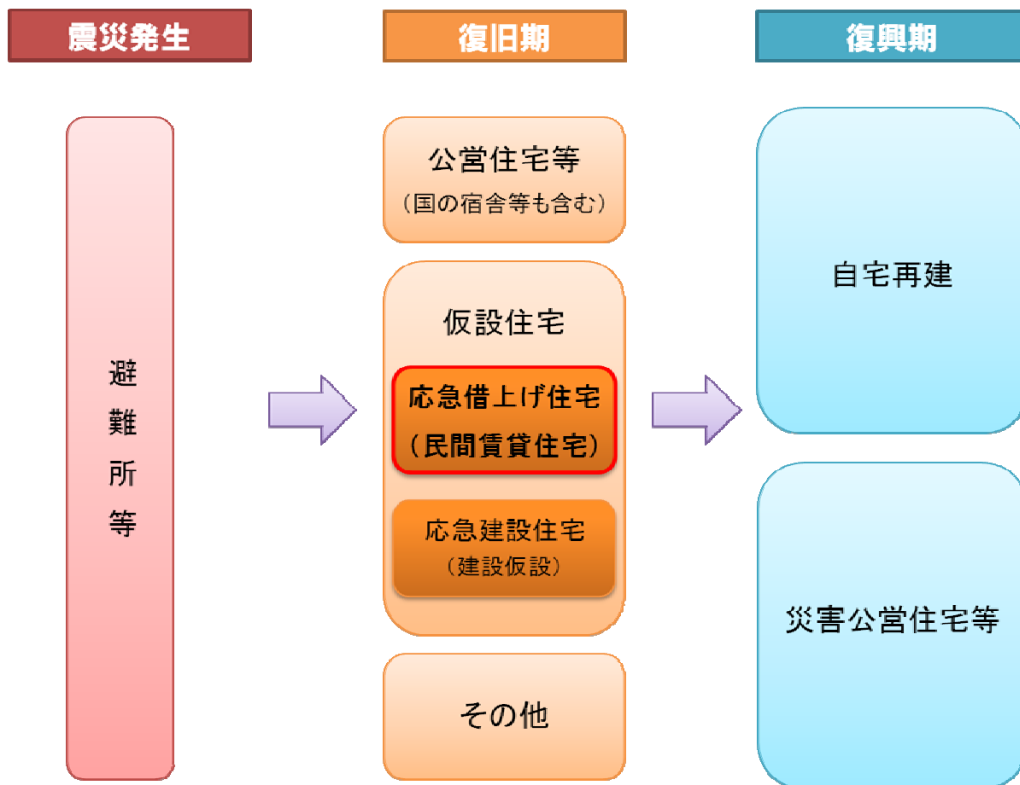 震災発生
復旧期
復興期
避難所等
公営住宅等
（国の宿舎等も含む）
仮設住宅
応急借上げ住宅
（民間賃貸住宅）
応急建設住宅
（建設仮設）
その他
自宅再建
災害公営住宅等